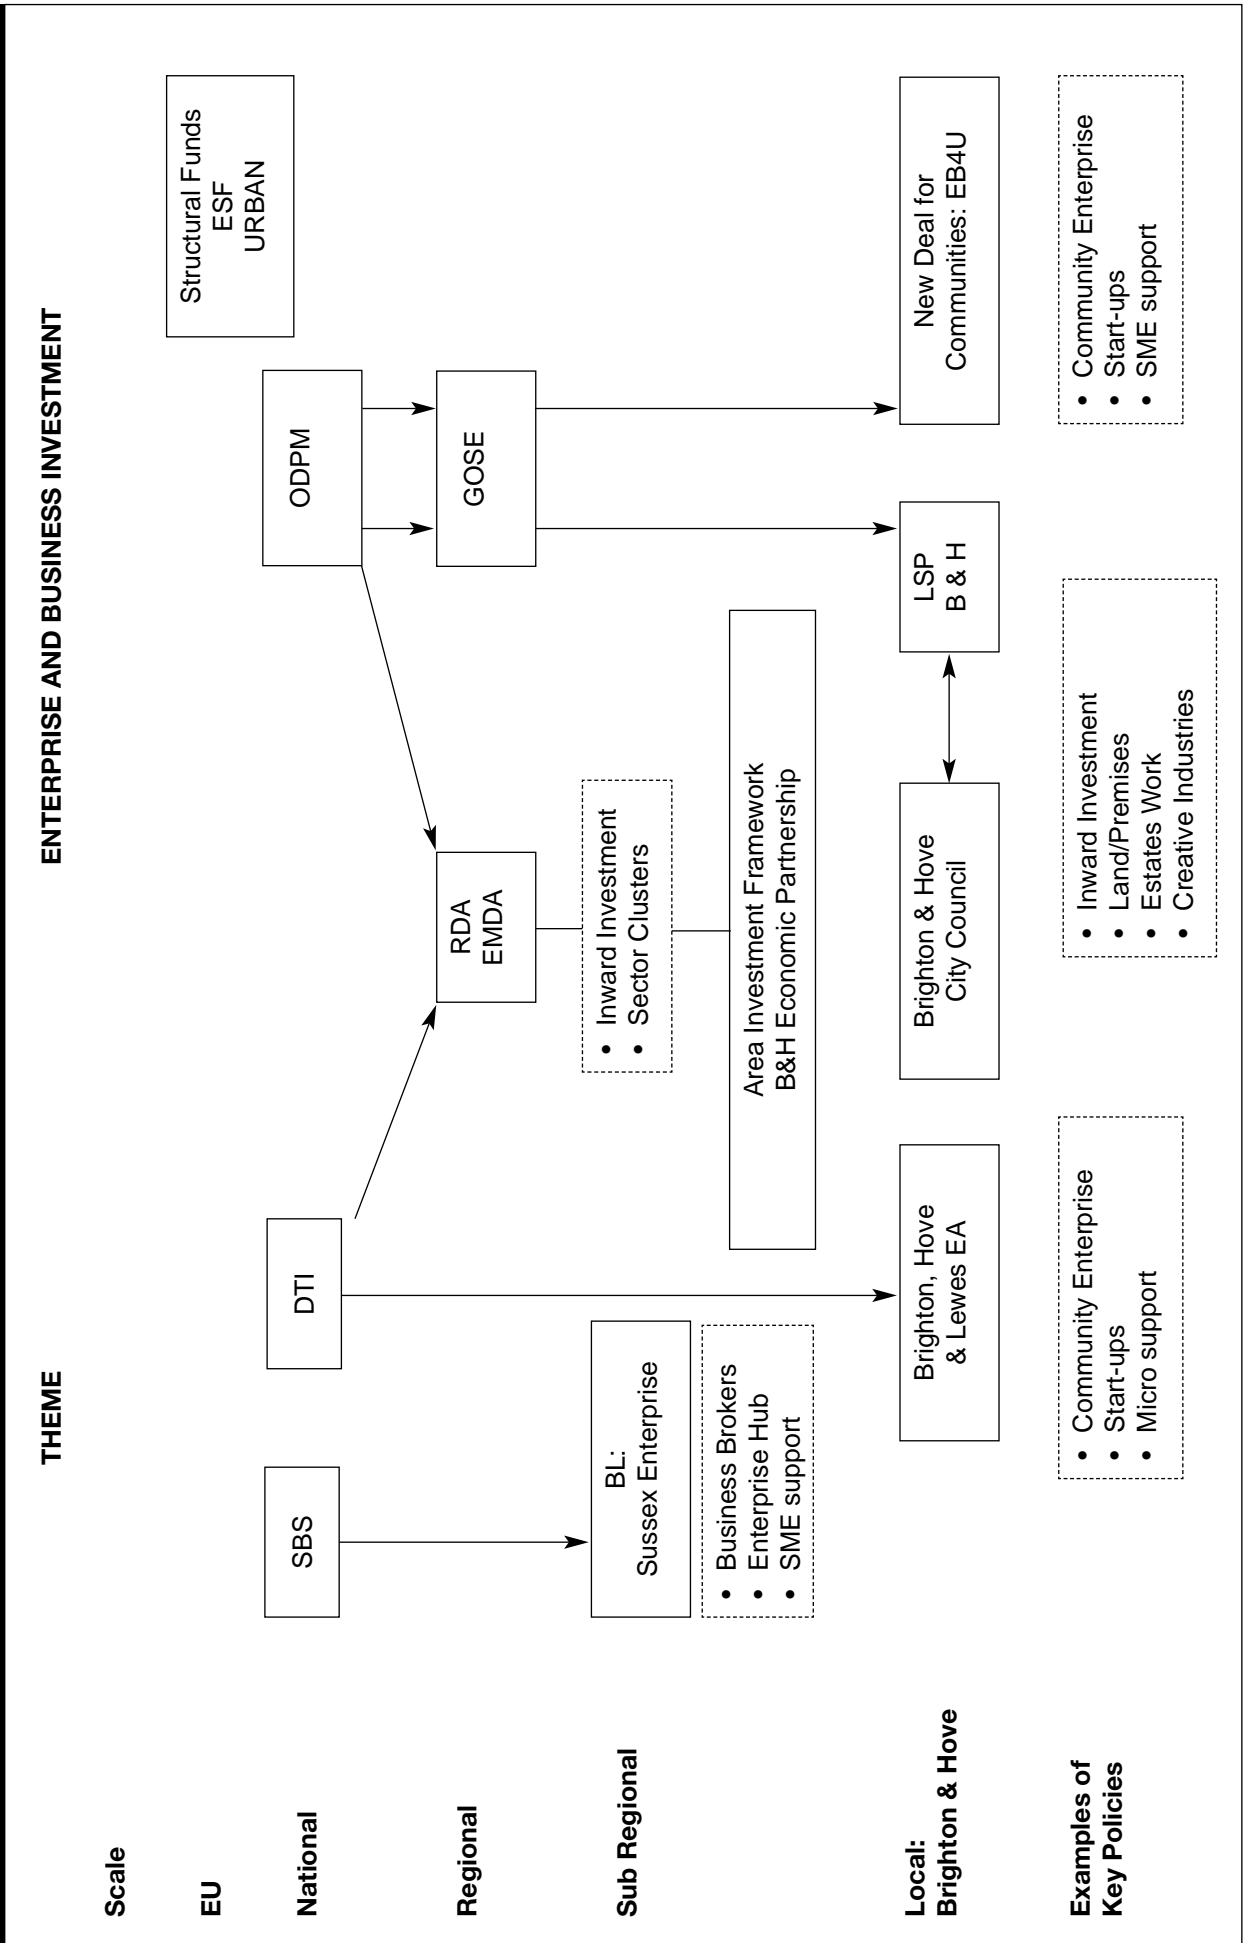 THEME
ENTERPRISE AND BUSINESS INVESTMENT
Scale
EU
Structural Funds
ESF
URBAN
National
SBS
DTI
ODPM
Regional
RDA
EMDA
GOSE
Sub Regional
BL:
Sussex Enterprise
• Business Brokers
• Enterprise Hub
• SME support
• Inward Investment
• Sector Clusters
Area Investment Framework
B&H Economic Partnership
Local:
Brighton & Hove
Brighton, Hove
& Lewes EA
Brighton & Hove
City Council
LSP
B & H
New Deal for
Communities: EB4U
Examples of
Key Policies
• Community Enterprise
• Start-ups
• Micro support
• Inward Investment
• Land/Premises
• Estates Work
• Creative Industries
• Community Enterprise
• Start-ups
• SME support